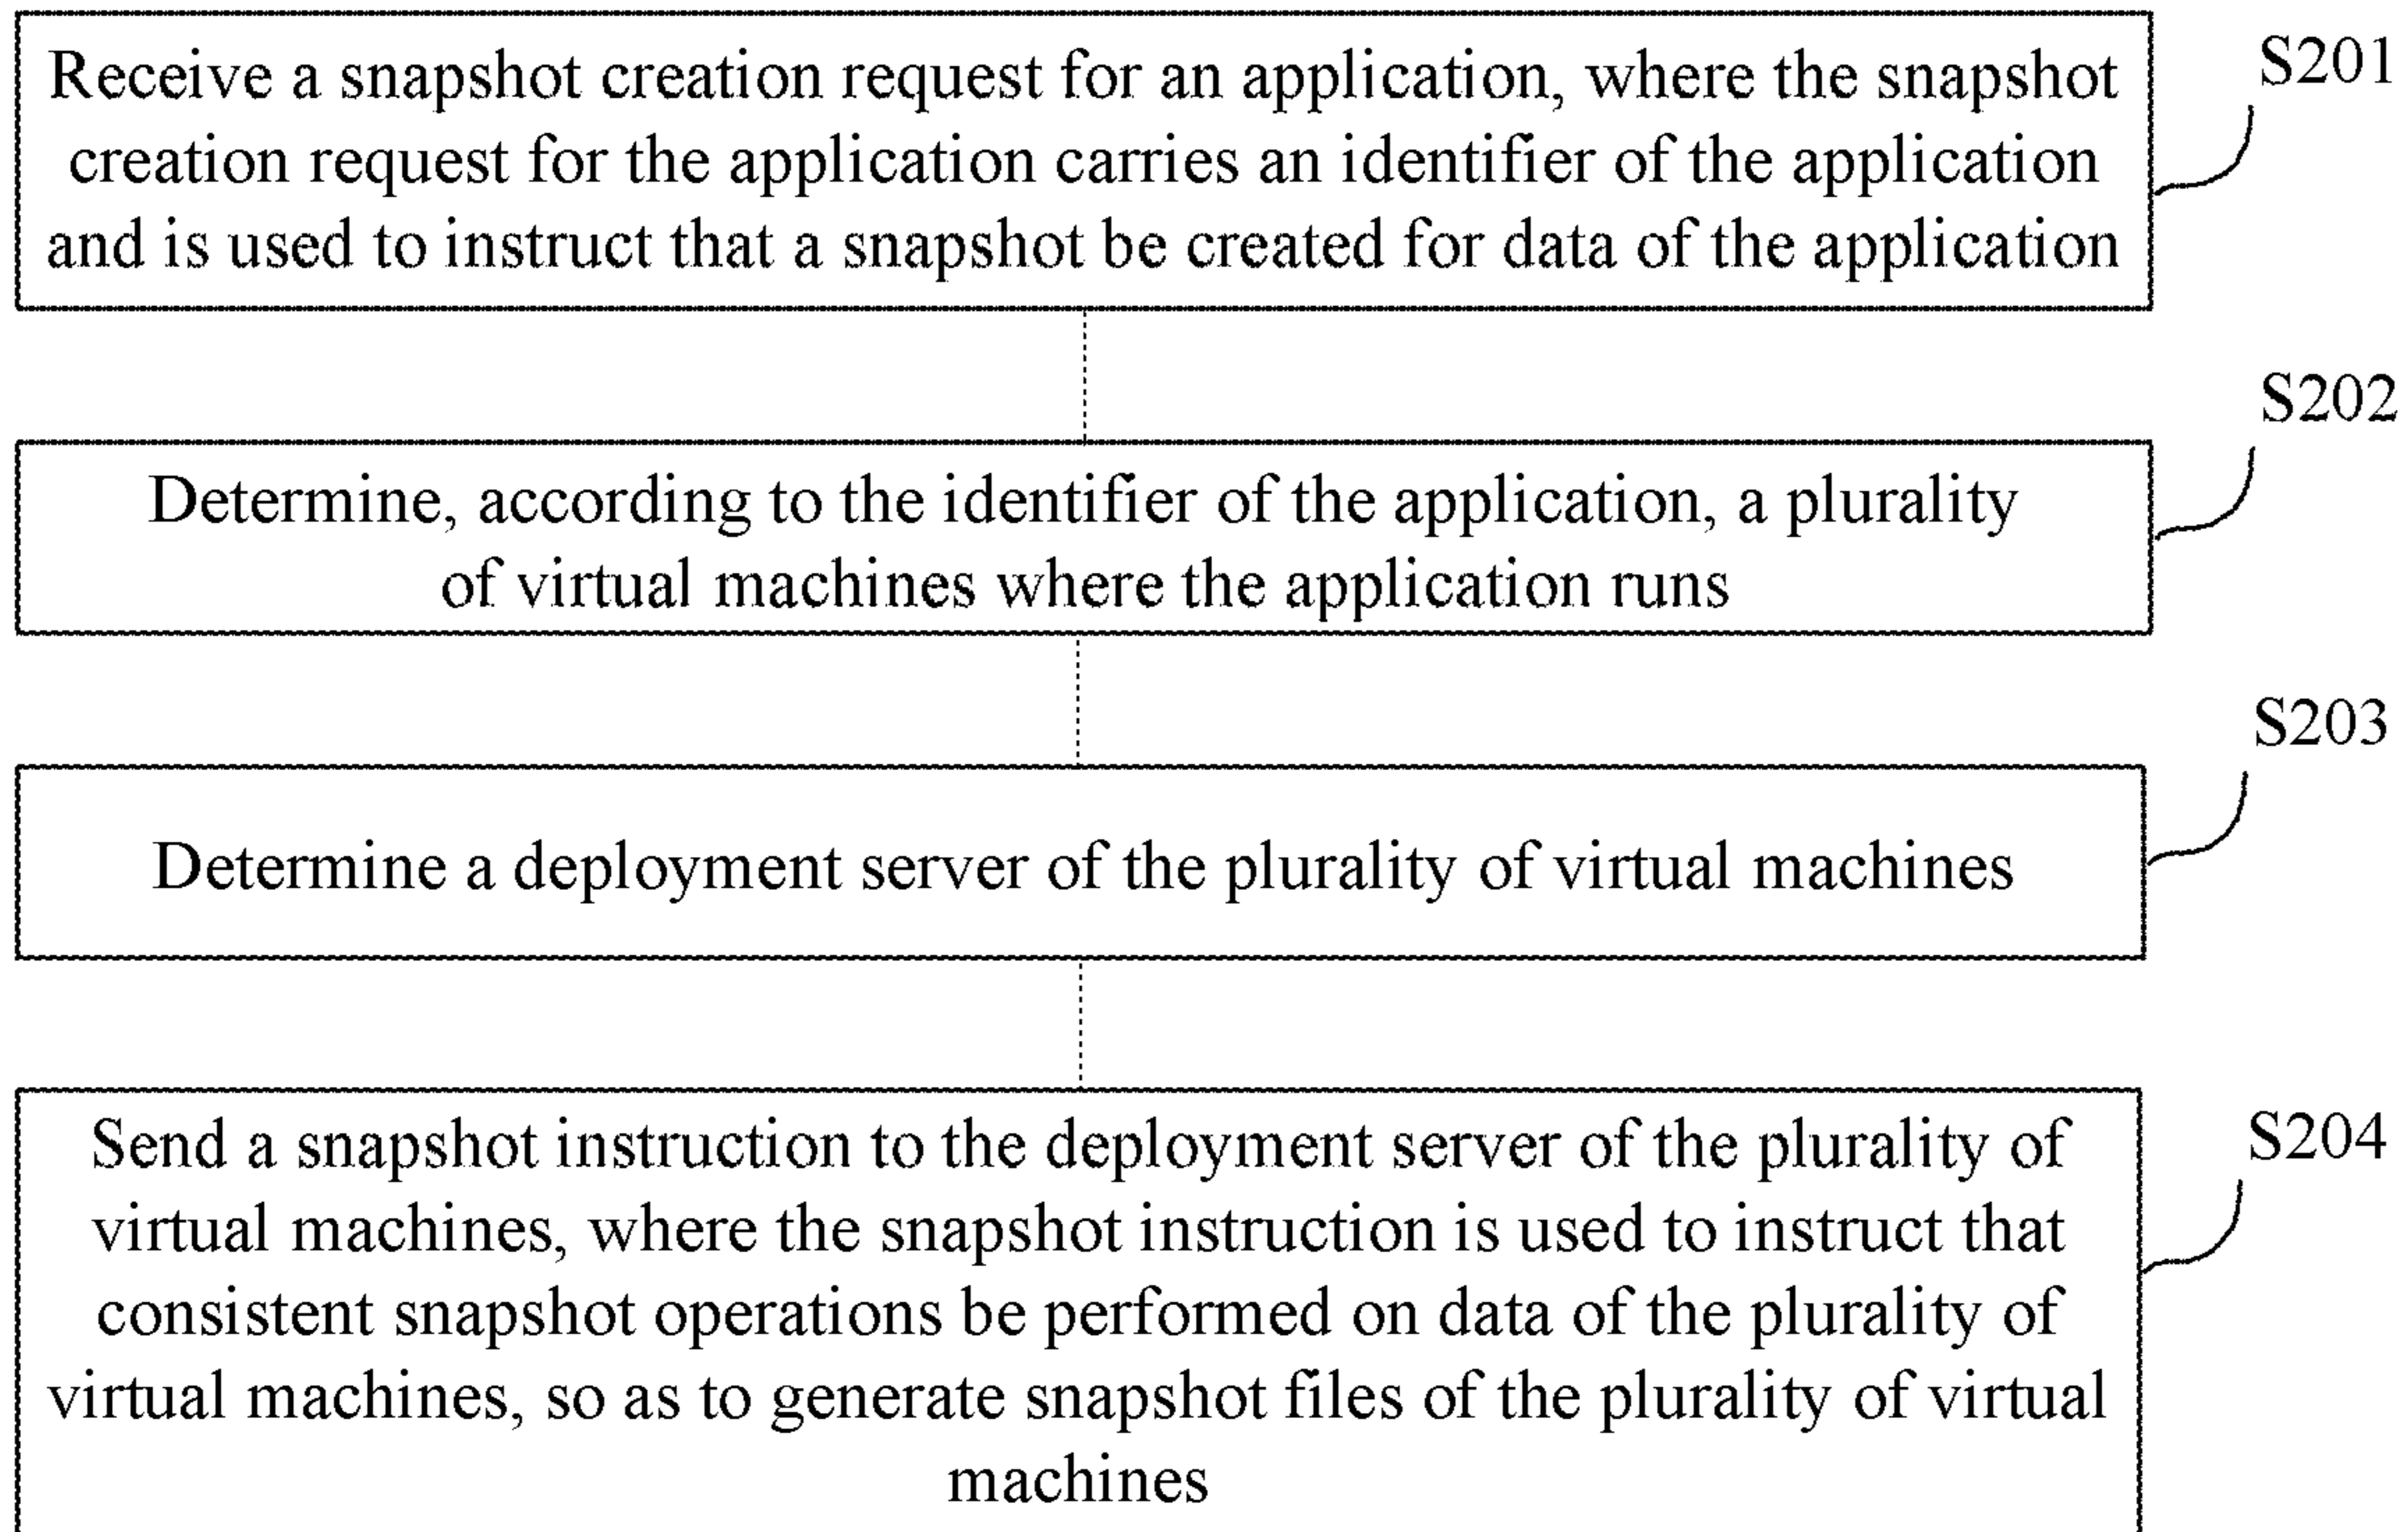 Receive a snapshot creation request for an application, where the snapshot
creation request for the application carries an identifier of the application
and is used to instruct that a snapshot be created for data of the application
S201
Determine, according to the identifier of the application, a plurality
of virtual machines where the application runs
S202
Determine a deployment server of the plurality of virtual machines
S203
Send a snapshot instruction to the deployment server of the plurality of
virtual machines, where the snapshot instruction is used to instruct that
consistent snapshot operations be performed on data of the plurality of
virtual machines, so as to generate snapshot files of the plurality of virtual
machines
S204